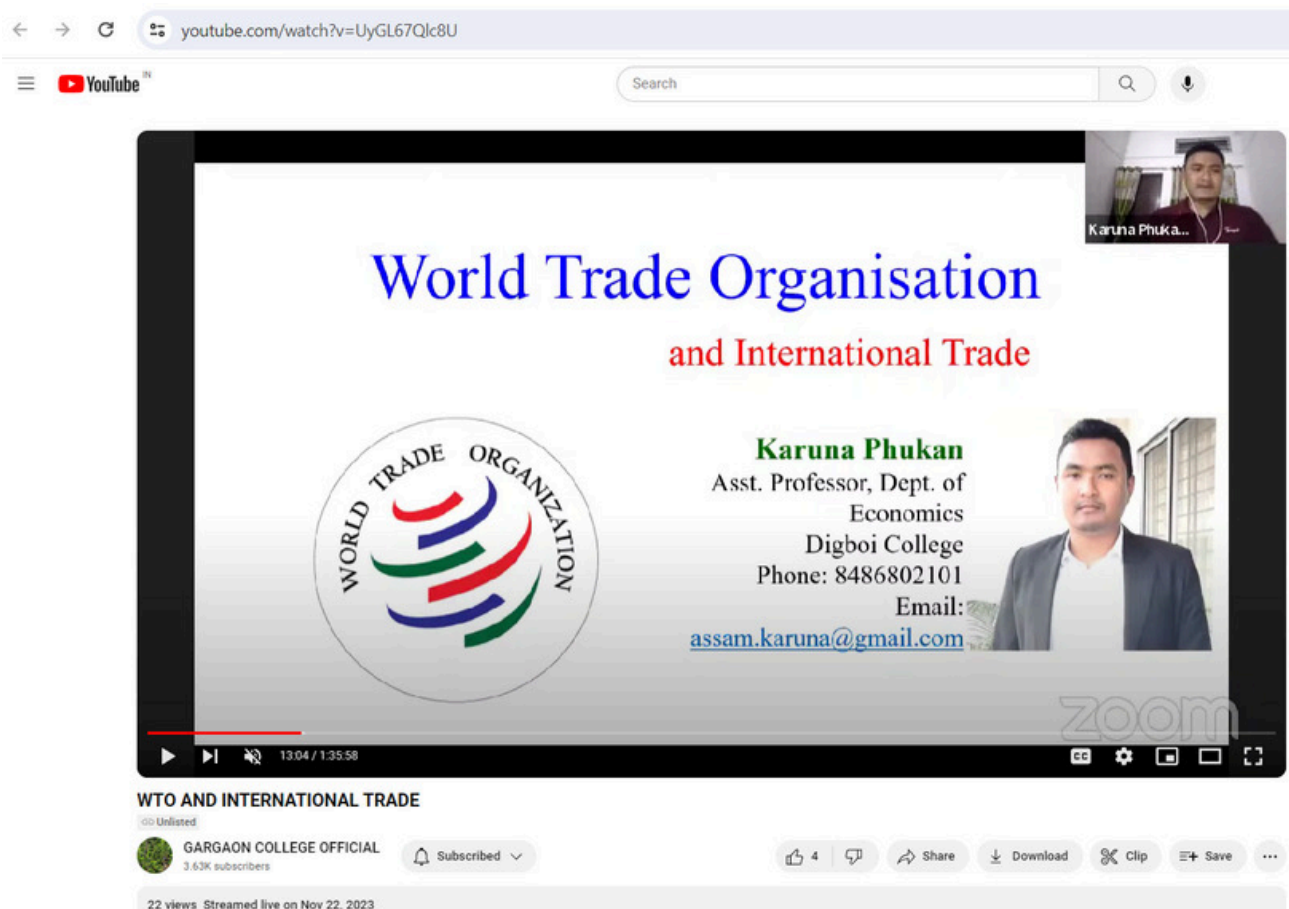 youtube.com/watch?v=UyGL67Qlc8U
YouTube IN
Search
Karuna Phuka...
World Trade Organisation
and International Trade
WORLD TRADE ORGANIZATION
Karuna Phukan
Asst. Professor, Dept. of
Economics
Digboi College
Phone: 8486802101
Email:
assam.karuna@gmail.com
zoom
13:04 / 1:35:58
CC
WTO AND INTERNATIONAL TRADE
Unlisted
GARGAON COLLEGE OFFICIAL
3.63K subscribers
Subscribed
4
Share
Download
Clip
Save
22 views Streamed live on Nov 22, 2023